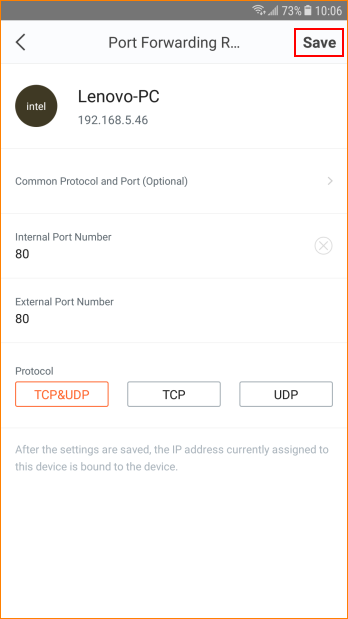 73% 10:06
Port Forwarding R... Save
intel
Lenovo-PC
192.168.5.46
Common Protocol and Port (Optional)
Internal Port Number
80
External Port Number
80
Protocol
TCP&UDP TCP UDP
After the settings are saved, the IP address currently assigned to
this device is bound to the device.